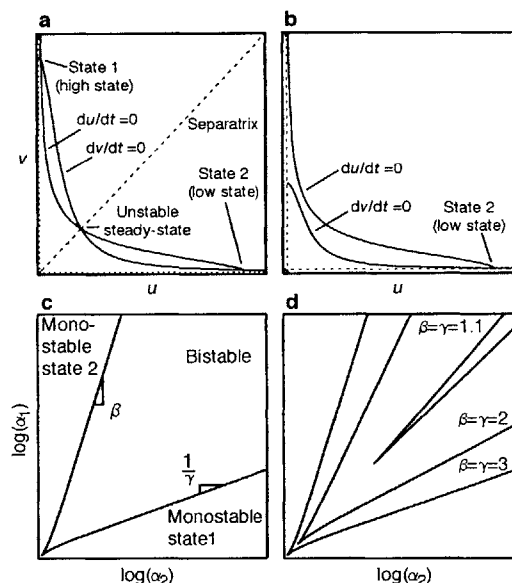 a
State 1
(high state)
du/dt=0
dv/dt=0
Separatrix
State 2
(low state)
Unstable
steady-state
v
u
b
du/dt=0
dv/dt=0
State 2
(low state)
u
c
Mono-
stable
state 2
Bistable
β
1
γ
Monostable
state1
log(α₁)
log(α₂)
d
β=γ=1.1
β=γ=2
β=γ=3
log(α₂)